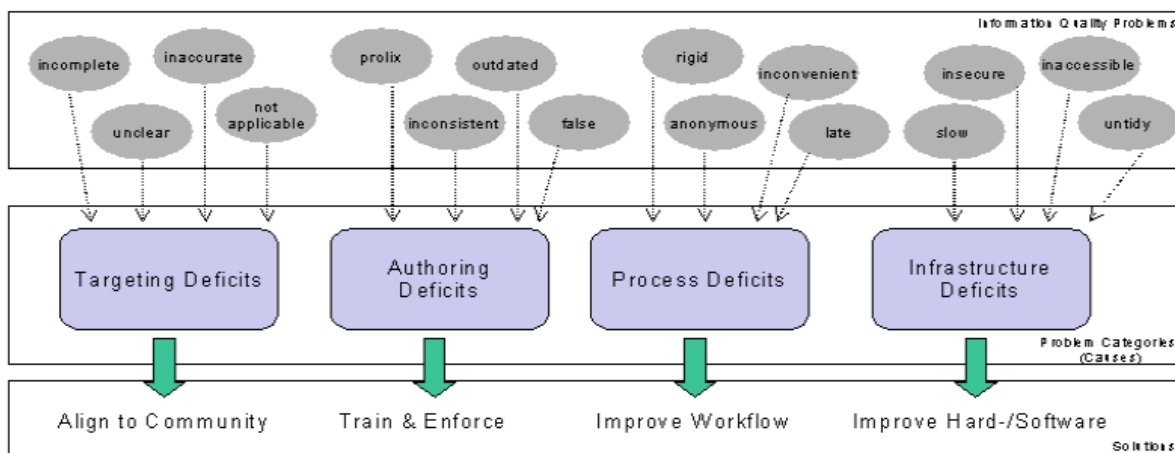 Information Quality Problems
incomplete
inaccurate
prolix
outdated
rigid
inconvenient
insecure
inaccessible
unclear
not
applicable
inconsistent
false
anonymous
late
slow
untidy
Targeting Deficits
Authoring
Deficits
Process Deficits
Infrastructure
Deficits
Problem Categories
(Causes)
Align to Community
Train & Enforce
Improve Workflow
Improve Hard-/Software
Solutions